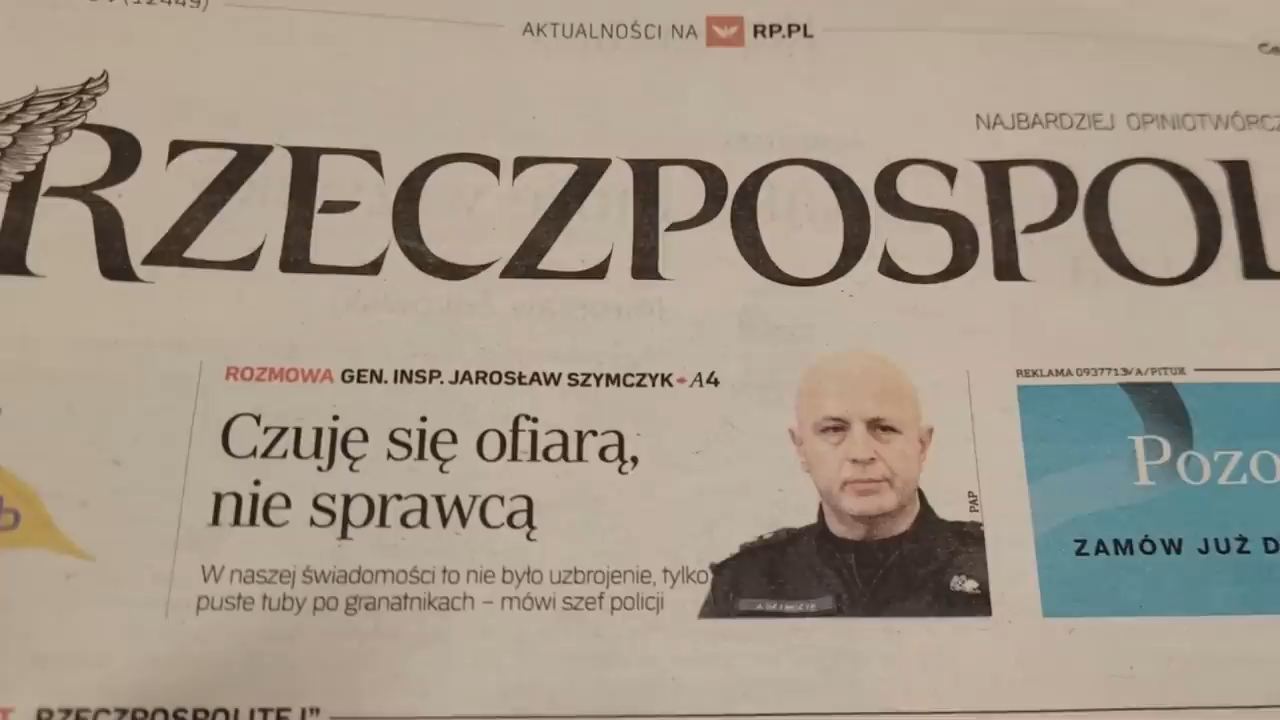 AKTUALNOŚCI NA RP.PL
NAJBARDZIEJ OPINIOTWÓRCZ
RZECZPOSPOL
ROZMOWA GEN. INSP. JAROSŁAW SZYMCZYK A4
Czuję się ofiarą,
nie sprawcą
W naszej świadomości to nie było uzbrojenie, tylko
puste tuby po granatnikach – mówi szef policji
PAP
REKLAMA 0937713/A/PITUX
Pozo
ZAMÓW JUŻ D
RZECZPOSPOLITEJ”